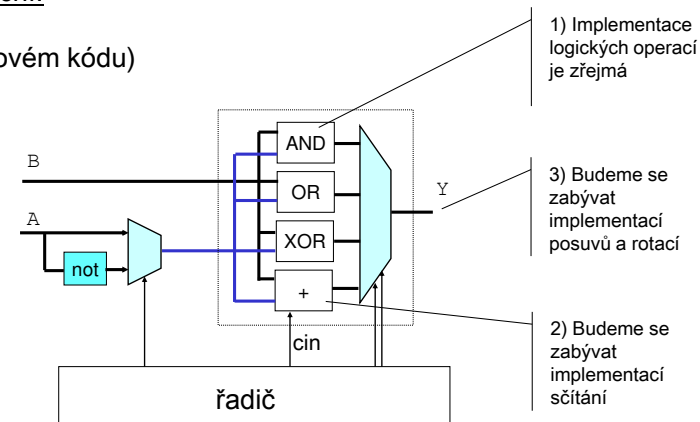 ovém kódu)
1) Implementace
logických operací
je zřejmá
AND
B
OR
Y
3) Budeme se
zabývat
implementací
posuvů a rotací
A
XOR
not
+
cin
2) Budeme se
zabývat
implementací
sčítání
řadič